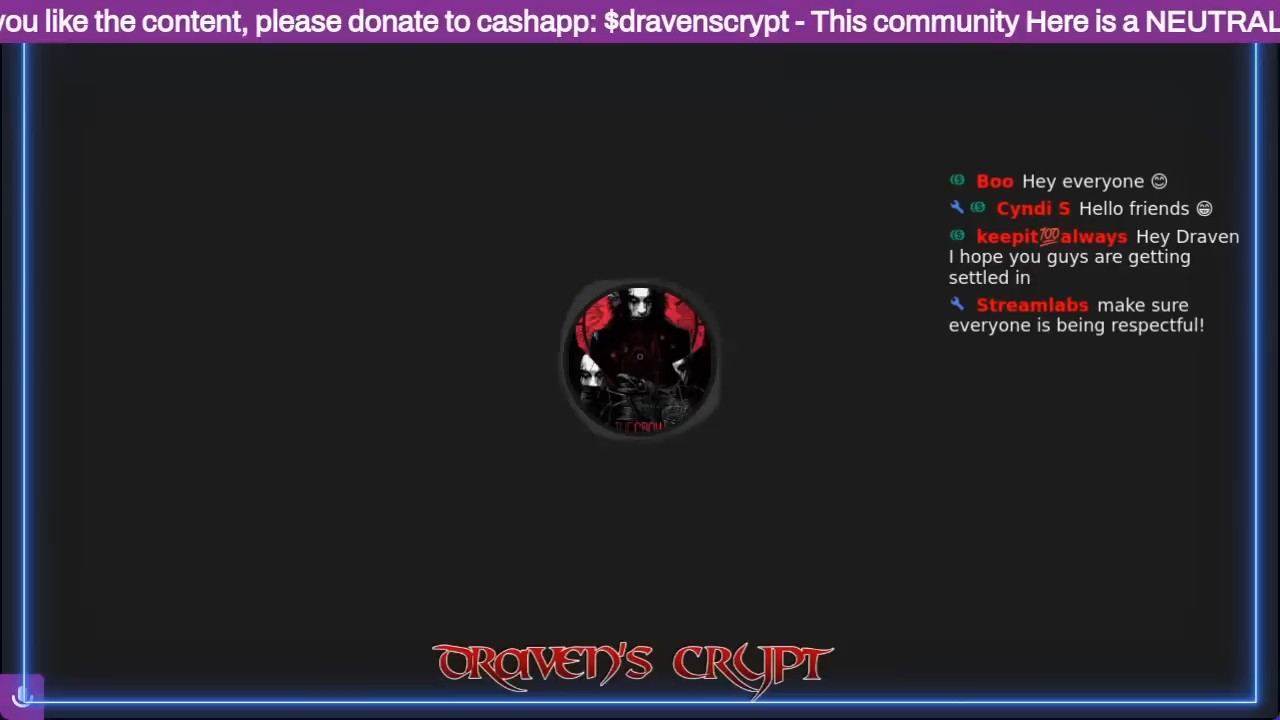 you like the content, please donate to cashapp: $dravenscrypt - This community Here is a NEUTRAL
Boo Hey everyone 😊
Cyndi S Hello friends 😁
keepit💯always Hey Draven
I hope you guys are getting
settled in
Streamlabs make sure
everyone is being respectful!
THE CROW
DRAVEN'S CRYPT